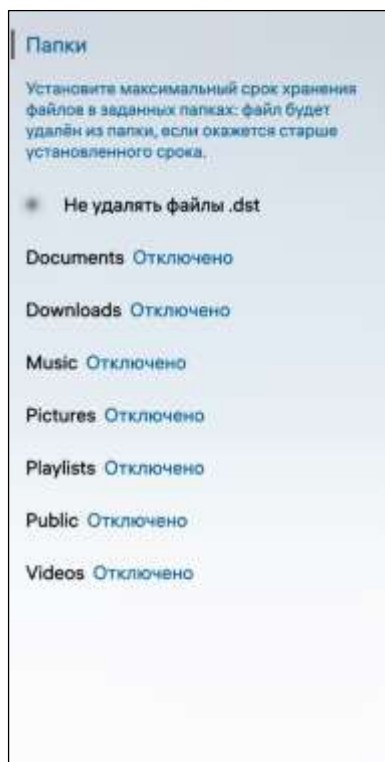 Папки
Установите максимальный срок хранения
файлов в заданных папках: файл будет
удалён из папки, если окажется старше
установленного срока.
Не удалять файлы .dst
Documents Отключено
Downloads Отключено
Music Отключено
Pictures Отключено
Playlists Отключено
Public Отключено
Videos Отключено